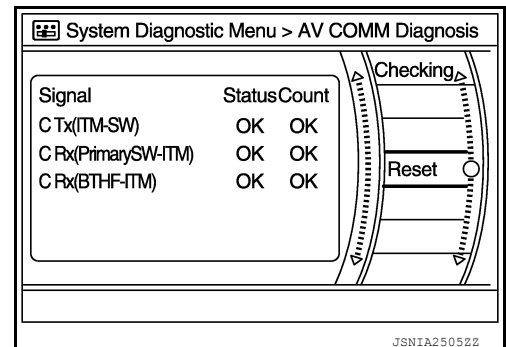 System Diagnostic Menu > AV COMM Diagnosis
Checking
Signal Status Count
C Tx(ITM-SW) OK OK
C Rx(PrimarySW-ITM) OK OK
C Rx(BTHF-ITM) OK OK
Reset
JSNIA2505ZZ